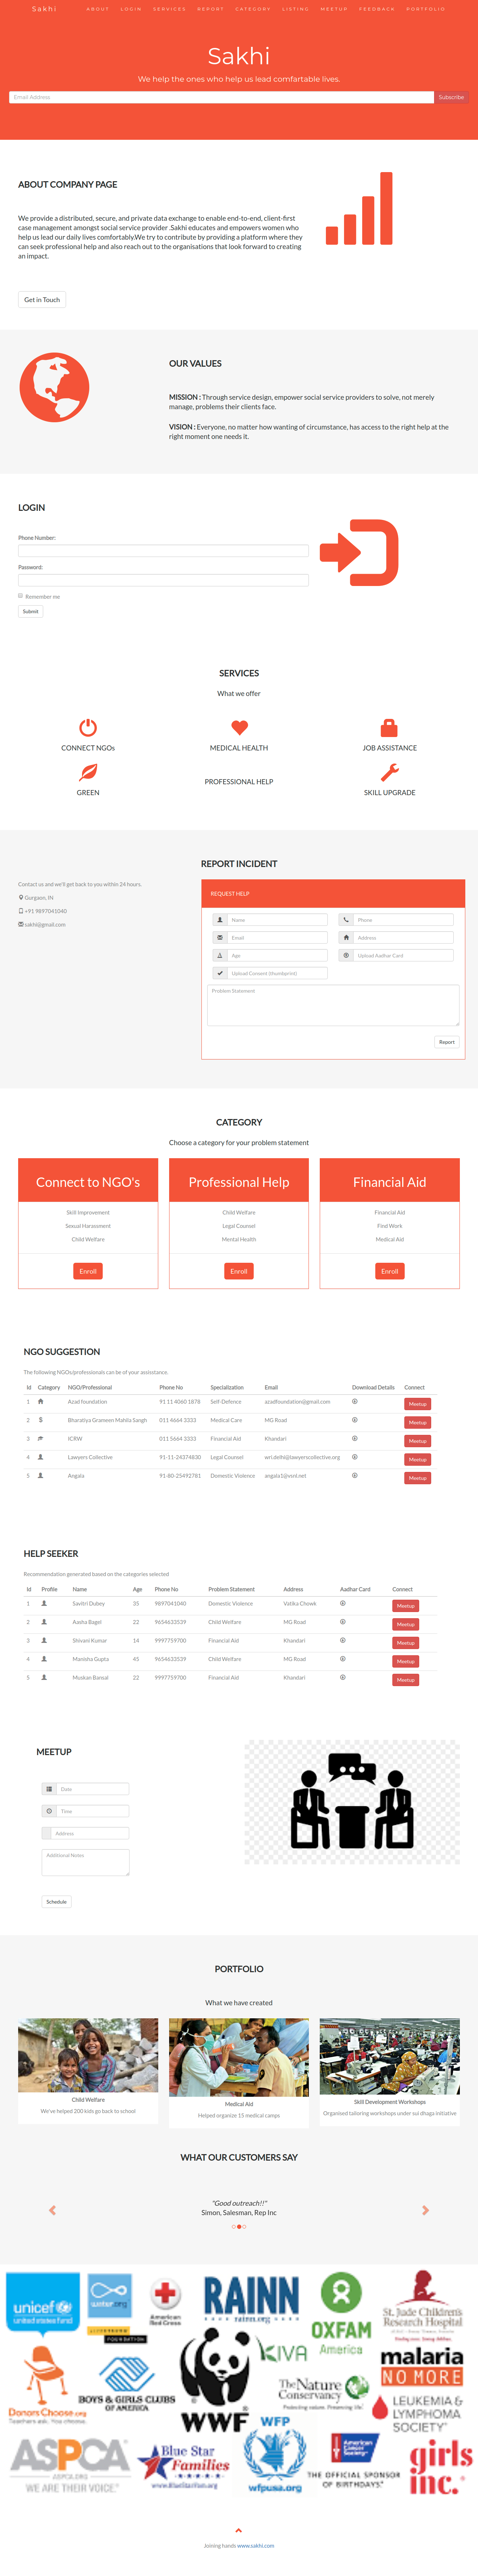 Sakhi ABOUT LOGIN SERVICES REPORT CATEGORY LISTING MEETUP FEEDBACK PORTFOLIO
Sakhi
We help the ones who help us lead comfortable lives.
Email Address Subscribe
ABOUT COMPANY PAGE
We provide a distributed, secure, and private data exchange to enable end-to-end, client-first
case management amongst social service provider .Sakhi educates and empowers women who
help us lead our daily lives comfortably.We try to contribute by providing a platform where they
can seek professional help and also reach out to the organisations that look forward to creating
an impact.
Get in Touch
OUR VALUES
MISSION : Through service design, empower social service providers to solve, not merely
manage, problems their clients face.
VISION : Everyone, no matter how wanting of circumstance, has access to the right help at the
right moment one needs it.
LOGIN
Phone Number:
Password:
Remember me
Submit
SERVICES
What we offer
CONNECT NGOs MEDICAL HEALTH JOB ASSISTANCE
GREEN PROFESSIONAL HELP SKILL UPGRADE
REPORT INCIDENT
Contact us and we'll get back to you within 24 hours.
Gurgaon, IN
+91 9897041040
sakhi@gmail.com
REQUEST HELP
Name Phone
Email Address
Age Upload Aadhar Card
Upload Consent (thumbprint)
Problem Statement
Report
CATEGORY
Choose a category for your problem statement
Connect to NGO's
Skill improvement
Sexual Harassment
Child Welfare
Enroll
Professional Help
Child Welfare
Legal Counsel
Mental Health
Enroll
Financial Aid
Financial Aid
Find Work
Medical Aid
Enroll
NGO SUGGESTION
The following NGOs/professionals can be of your asssistance.
Id Category NGO/Professional Phone No Specialization Email Download Details Connect
1 Azad foundation 91 11 4060 1878 Self-Defence azadfoundation@gmail.com Meetup
2 Bharatiya Grameen Mahila Sangh 011 4664 3333 Medical Care MG Road Meetup
3 ICRW 011 5664 3333 Financial Aid Khandari Meetup
4 Lawyers Collective 91-11-24374830 Legal Counsel wri.delhi@lawyerscollective.org Meetup
5 Angala 91-80-25492781 Domestic Violence angala1@vsnl.net Meetup
HELP SEEKER
Recommendation generated based on the categories selected
Id Profile Name Age Phone No Problem Statement Address Aadhar Card Connect
1 Savitri Dubey 35 9897041040 Domestic Violence Vatika Chowk Meetup
2 Aasha Bagol 22 9654633539 Child Welfare MG Road Meetup
3 Shivani Kumar 14 9997759700 Financial Aid Khandari Meetup
4 Manisha Gupta 45 9654633539 Child Welfare MG Road Meetup
5 Muskan Bansal 22 9997759700 Financial Aid Khandari Meetup
MEETUP
Date
Time
Address
Additional Notes
Schedule
PORTFOLIO
What we have created
Child Welfare
We've helped 200 kids go back to school
Medical Aid
Helped organize 15 medical camps
Skill Development Workshops
Organised tailoring workshops under sui dhaga initiative
WHAT OUR CUSTOMERS SAY
"Good outreach!!"
Simon, Salesman, Rep Inc
unicef
united states fund
water.org
American
Red Cross
RAINN
rainn.org
OXFAM
America
St. Jude Children's
Research Hospital
FOUNDATION
KIVA
malaria
NO MORE
DonorsChoose.org
Teachers ask. You choose.
BOYS & GIRLS CLUBS
OF AMERICA
WWF
The Nature
Conservancy
Protecting nature. Preserving life.
LEUKEMIA &
LYMPHOMA
SOCIETY
ASPCA
ASPCA.ORG
WE ARE THEIR VOICE.
Blue Star
Families
www.bluestarfam.org
WFP
wfpusa.org
American
Cancer
Society
THE OFFICIAL SPONSOR
OF BIRTHDAYS.
girls
inc.
Joining hands www.sakhi.com